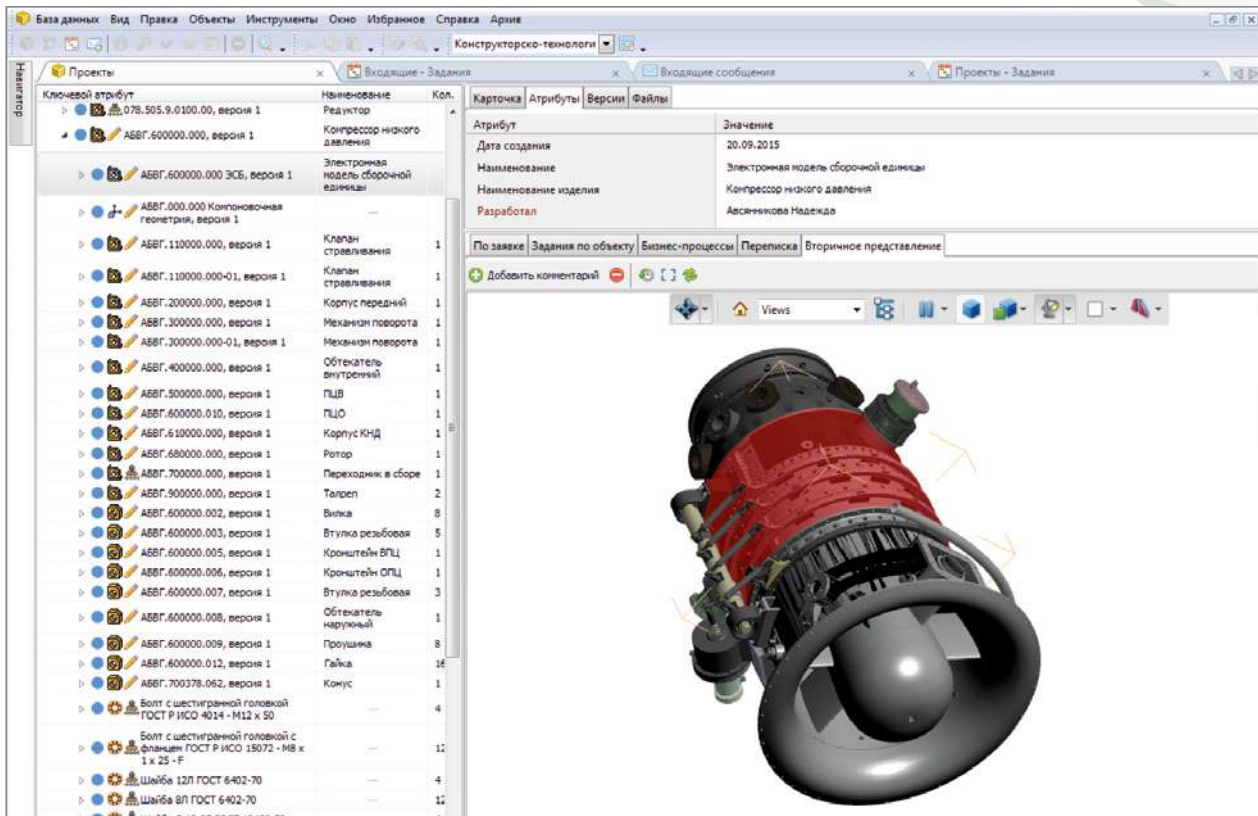 База данных Вид Правка Объекты Инструменты Окно Избранное Справка Архив
Конструкторско-технологи
Навигатор
Проекты
Входящие - Задания
Входящие сообщения
Проекты - Задания
Ключевой атрибут Наименование Кол.
078.505.9.0100.00, версия 1 Редуктор
АБВГ.600000.000, версия 1 Компрессор низкого
давления
АБВГ.600000.000 ЭСБ, версия 1 Электронная
модель сборочной
единицы
АБВГ.000.000 Компоновочная
геометрия, версия 1 —
АБВГ.110000.000, версия 1 Клапан
стравливания 1
АБВГ.110000.000-01, версия 1 Клапан
стравливания 1
АБВГ.200000.000, версия 1 Корпус передний 1
АБВГ.300000.000, версия 1 Механизм поворота 1
АБВГ.300000.000-01, версия 1 Механизм поворота 1
АБВГ.400000.000, версия 1 Обтекатель
внутренний 1
АБВГ.500000.000, версия 1 ПЦВ 1
АБВГ.600000.010, версия 1 ПЦО 1
АБВГ.610000.000, версия 1 Корпус КНД 1
АБВГ.680000.000, версия 1 Ротор 1
АБВГ.700000.000, версия 1 Переходник в сборе 1
АБВГ.900000.000, версия 1 Талреп 2
АБВГ.600000.002, версия 1 Вилка 8
АБВГ.600000.003, версия 1 Втулка резьбовая 5
АБВГ.600000.005, версия 1 Кронштейн ВПЦ 1
АБВГ.600000.006, версия 1 Кронштейн ОПЦ 1
АБВГ.600000.007, версия 1 Втулка резьбовая 3
АБВГ.600000.008, версия 1 Обтекатель
наружный 1
АБВГ.600000.009, версия 1 Проушина 8
АБВГ.600000.012, версия 1 Гайка 16
АБВГ.700378.062, версия 1 Конус 1
Болт с шестигранной головкой
ГОСТ Р ИСО 4014 - М12 х 50 — 4
Болт с шестигранной головкой с
фланцем ГОСТ Р ИСО 15072 - М8 х
1 х 25 - F — 12
Шайба 12Л ГОСТ 6402-70 — 4
Шайба 8Л ГОСТ 6402-70 — 12
Карточка Атрибуты Версии Файлы
Атрибут Значение
Дата создания 20.09.2015
Наименование Электронная модель сборочной единицы
Наименование изделия Компрессор низкого давления
Разработал Авсянникова Надежда
По заявке Задания по объекту Бизнес-процессы Переписка Вторичное представление
Добавить комментарий
Views